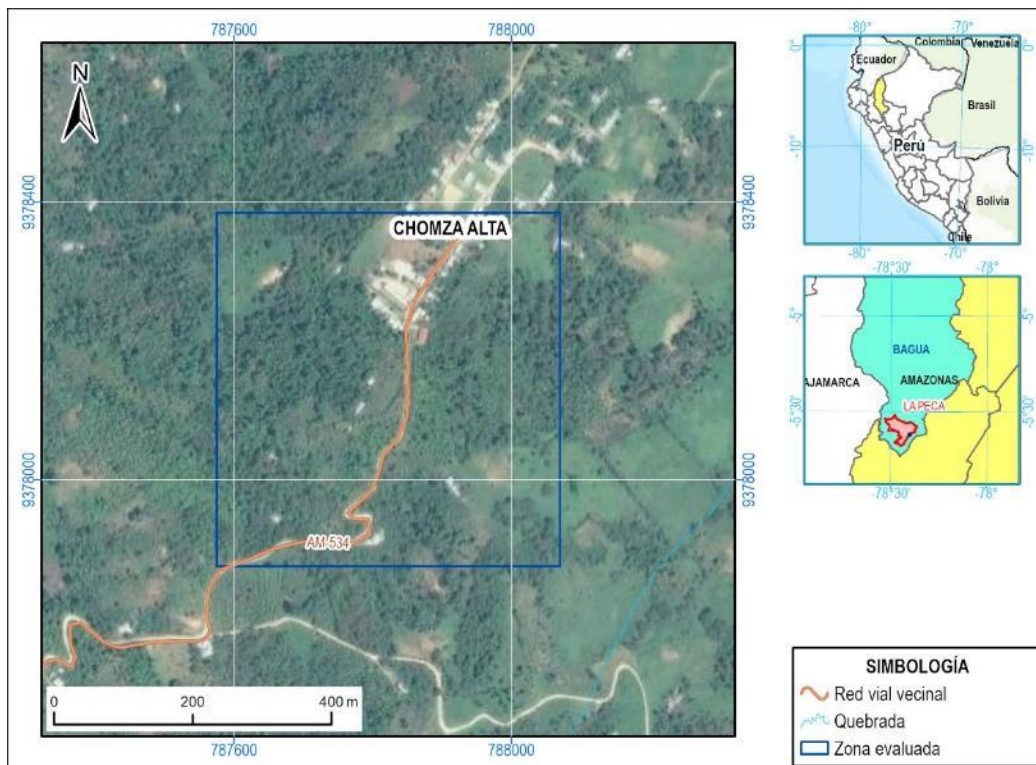 787600
788000
N
9378400
9378400
CHOMZA ALTA
9378000
9378000
AM-534
0
200
400 m
787600
788000
-80°
-70°
0°
0°
Colombia
Venezuela
Ecuador
Brasil
-10°
-10°
Perú
Bolivia
Chile
-80°
-70°
-78°30'
-78°
-5°
-5°
BAGUA
AJAMARCA
AMAZONAS
LA PECA
-5°30'
-5°30'
-78°30'
-78°
SIMBOLOGÍA
Red vial vecinal
Quebrada
Zona evaluada